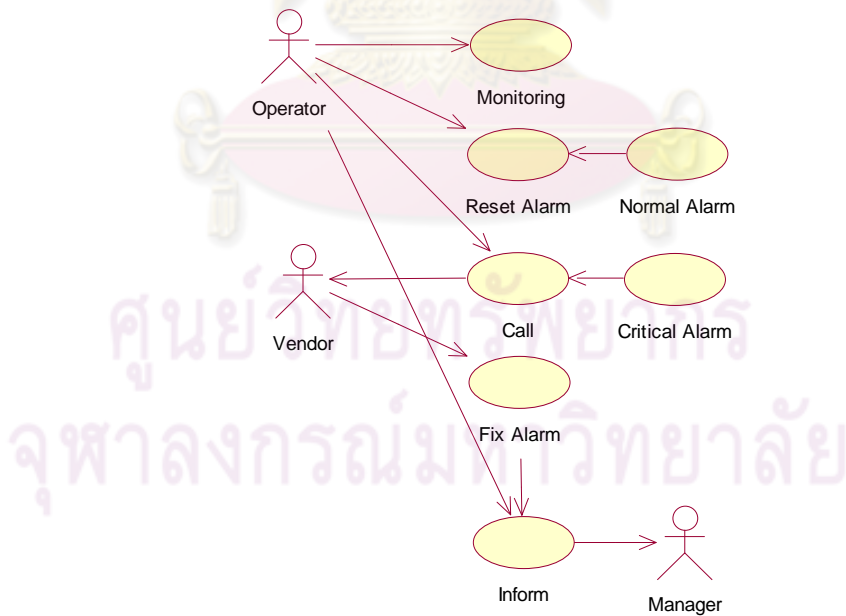 Operator
Monitoring
Reset Alarm
Normal Alarm
Vendor
Call
Critical Alarm
ศูนย์วิทยทรัพยากร
Fix Alarm
จุฬาลงกรณ์มหาวิทยาลัย
Inform
Manager